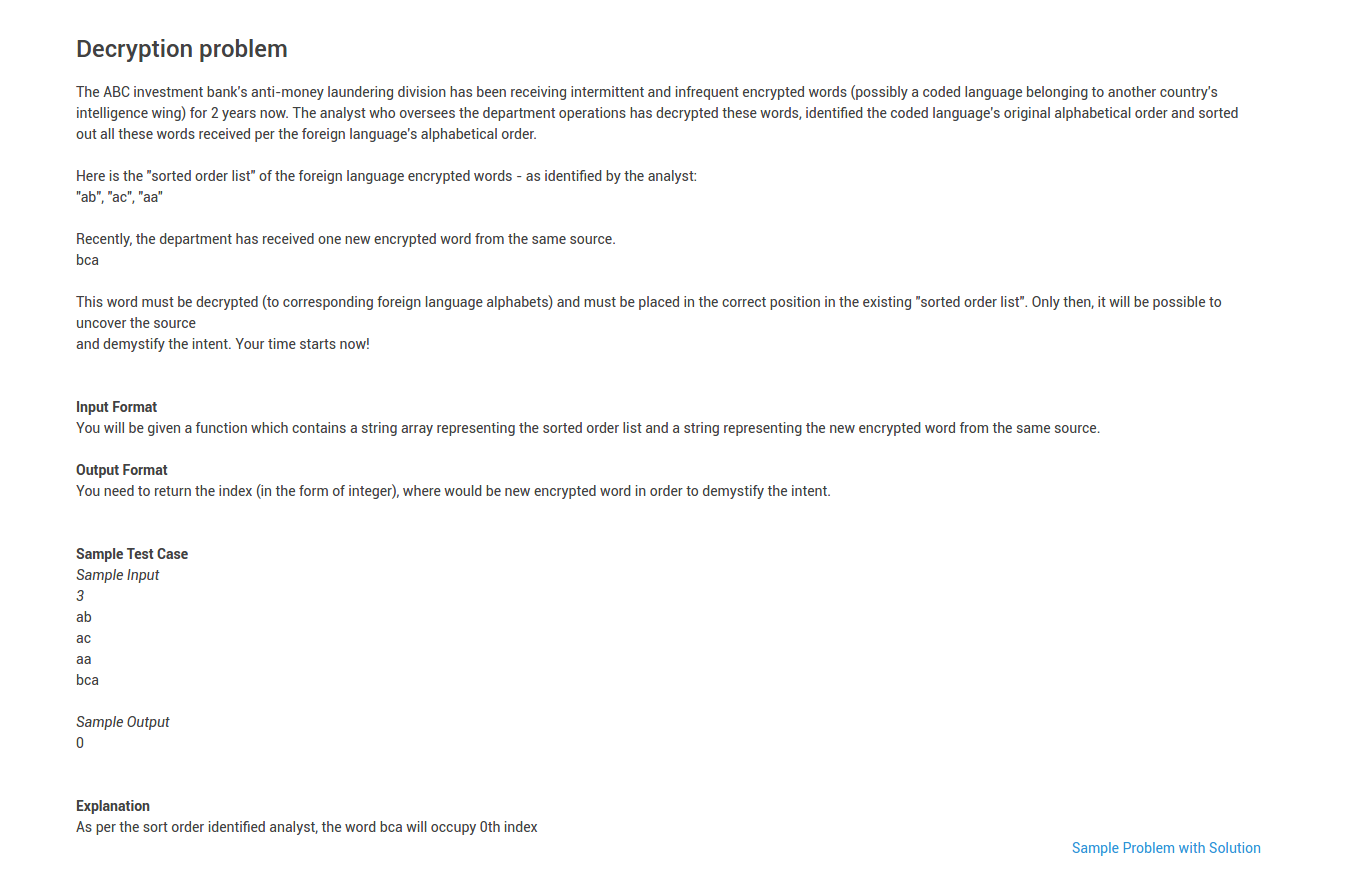 Decryption problem
The ABC investment bank's anti-money laundering division has been receiving intermittent and infrequent encrypted words (possibly a coded language belonging to another country's
intelligence wing) for 2 years now. The analyst who oversees the department operations has decrypted these words, identified the coded language's original alphabetical order and sorted
out all these words received per the foreign language's alphabetical order.
Here is the "sorted order list" of the foreign language encrypted words - as identified by the analyst:
"ab", "ac", "aa"
Recently, the department has received one new encrypted word from the same source.
bca
This word must be decrypted (to corresponding foreign language alphabets) and must be placed in the correct position in the existing "sorted order list". Only then, it will be possible to
uncover the source
and demystify the intent. Your time starts now!
Input Format
You will be given a function which contains a string array representing the sorted order list and a string representing the new encrypted word from the same source.
Output Format
You need to return the index (in the form of integer), where would be new encrypted word in order to demystify the intent.
Sample Test Case
Sample Input
3
ab
ac
aa
bca
Sample Output
0
Explanation
As per the sort order identified analyst, the word bca will occupy 0th index
Sample Problem with Solution